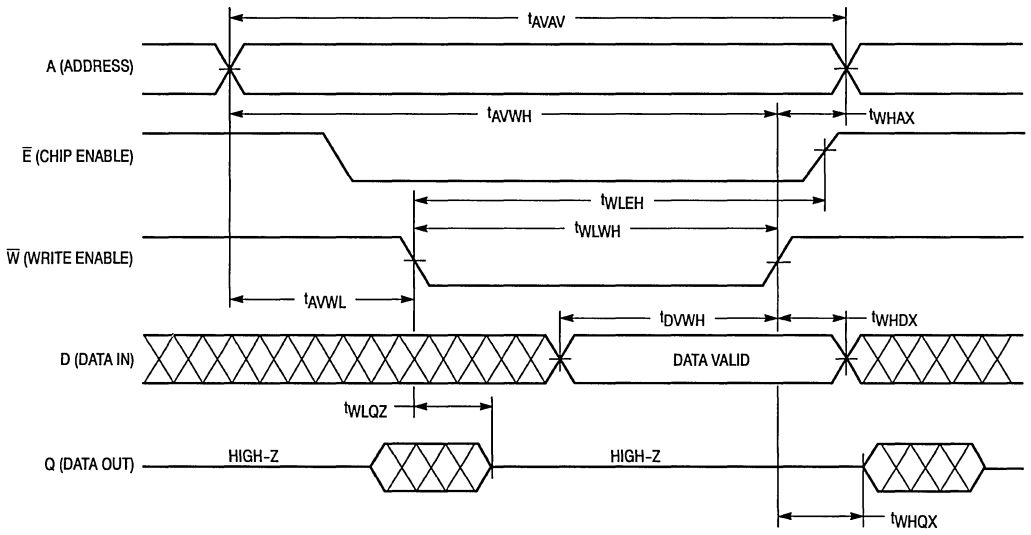 tAVAV
A (ADDRESS)
tAVWH
tWHAX
E̅ (CHIP ENABLE)
tWLEH
tWLWH
W̅ (WRITE ENABLE)
tAVWL
tDVWH
tWHDX
D (DATA IN)
DATA VALID
tWLQZ
Q (DATA OUT)
HIGH–Z
HIGH–Z
tWHQX